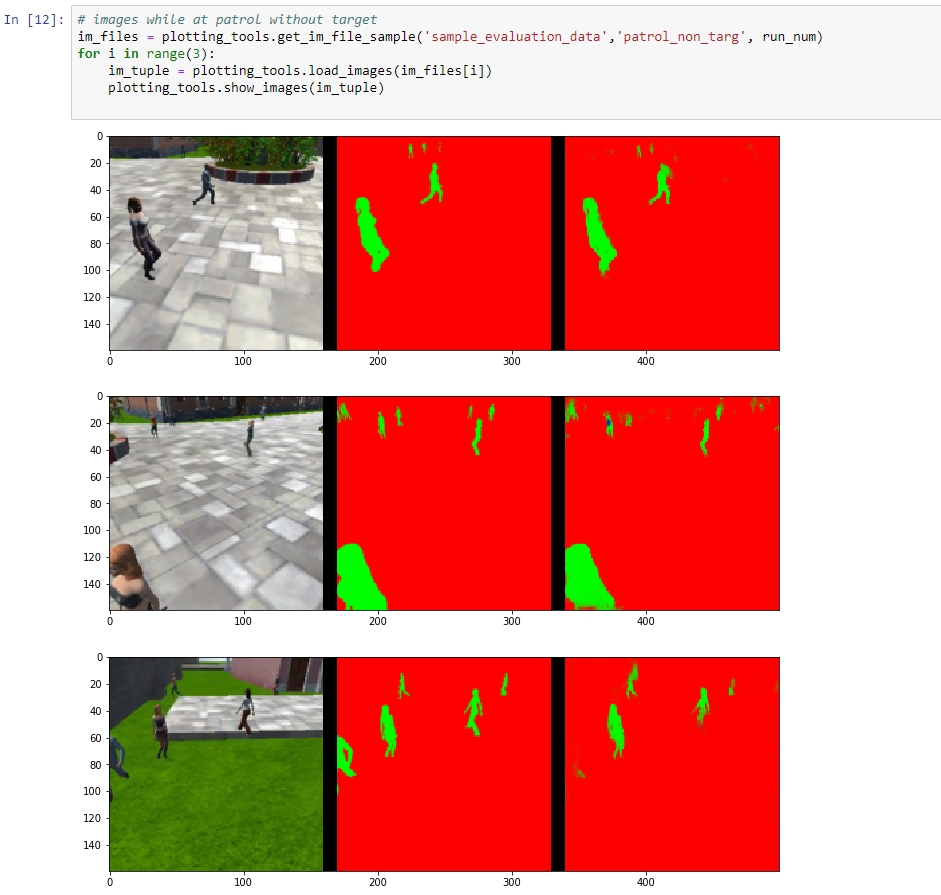 In [12]:
# images while at patrol without target
im_files = plotting_tools.get_im_file_sample('sample_evaluation_data','patrol_non_targ', run_num)
for i in range(3):
    im_tuple = plotting_tools.load_images(im_files[i])
    plotting_tools.show_images(im_tuple)
0
20
40
60
80
100
120
140
0 100 200 300 400
0
20
40
60
80
100
120
140
0 100 200 300 400
0
20
40
60
80
100
120
140
0 100 200 300 400